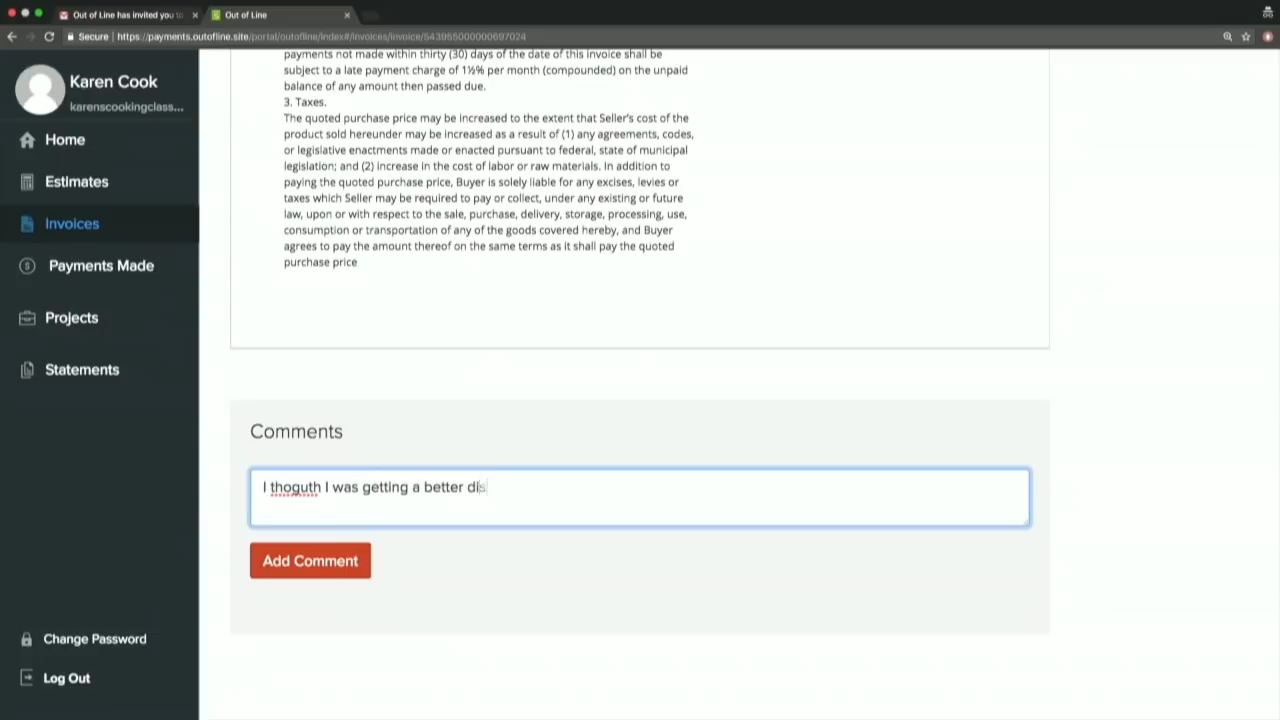 Out of Line has invited you to
Out of Line
Secure | https://payments.outofline.site/portal/outofline/index#/invoices/invoice/543955000000697024
Karen Cook
karenscookingclass...
Home
Estimates
Invoices
Payments Made
Projects
Statements
Change Password
Log Out
payments not made within thirty (30) days of the date of this invoice shall be
subject to a late payment charge of 1½% per month (compounded) on the unpaid
balance of any amount then passed due.
3. Taxes.
The quoted purchase price may be increased to the extent that Seller's cost of the
product sold hereunder may be increased as a result of (1) any agreements, codes,
or legislative enactments made or enacted pursuant to federal, state of municipal
legislation; and (2) increase in the cost of labor or raw materials. In addition to
paying the quoted purchase price, Buyer is solely liable for any excises, levies or
taxes which Seller may be required to pay or collect, under any existing or future
law, upon or with respect to the sale, purchase, delivery, storage, processing, use,
consumption or transportation of any of the goods covered hereby, and Buyer
agrees to pay the amount thereof on the same terms as it shall pay the quoted
purchase price
Comments
I thoguth I was getting a better dis
Add Comment